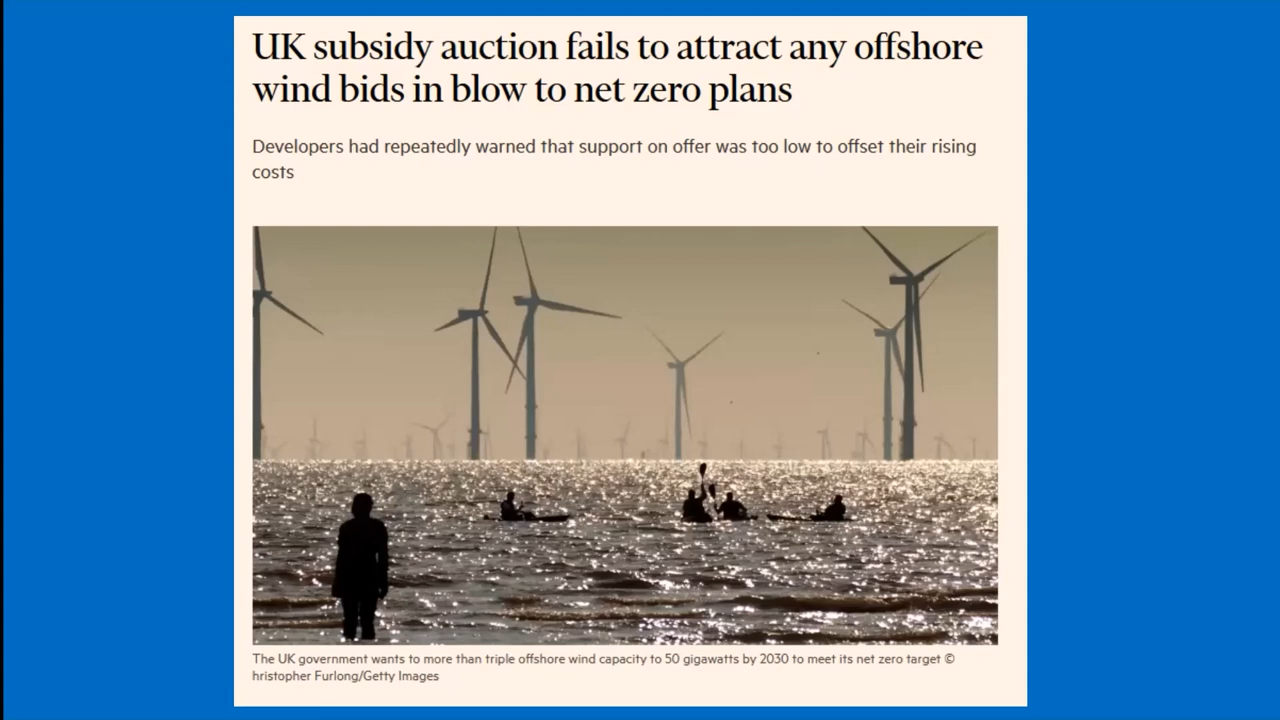 UK subsidy auction fails to attract any offshore
wind bids in blow to net zero plans
Developers had repeatedly warned that support on offer was too low to offset their rising
costs
The UK government wants to more than triple offshore wind capacity to 50 gigawatts by 2030 to meet its net zero target ©
hristopher Furlong/Getty Images